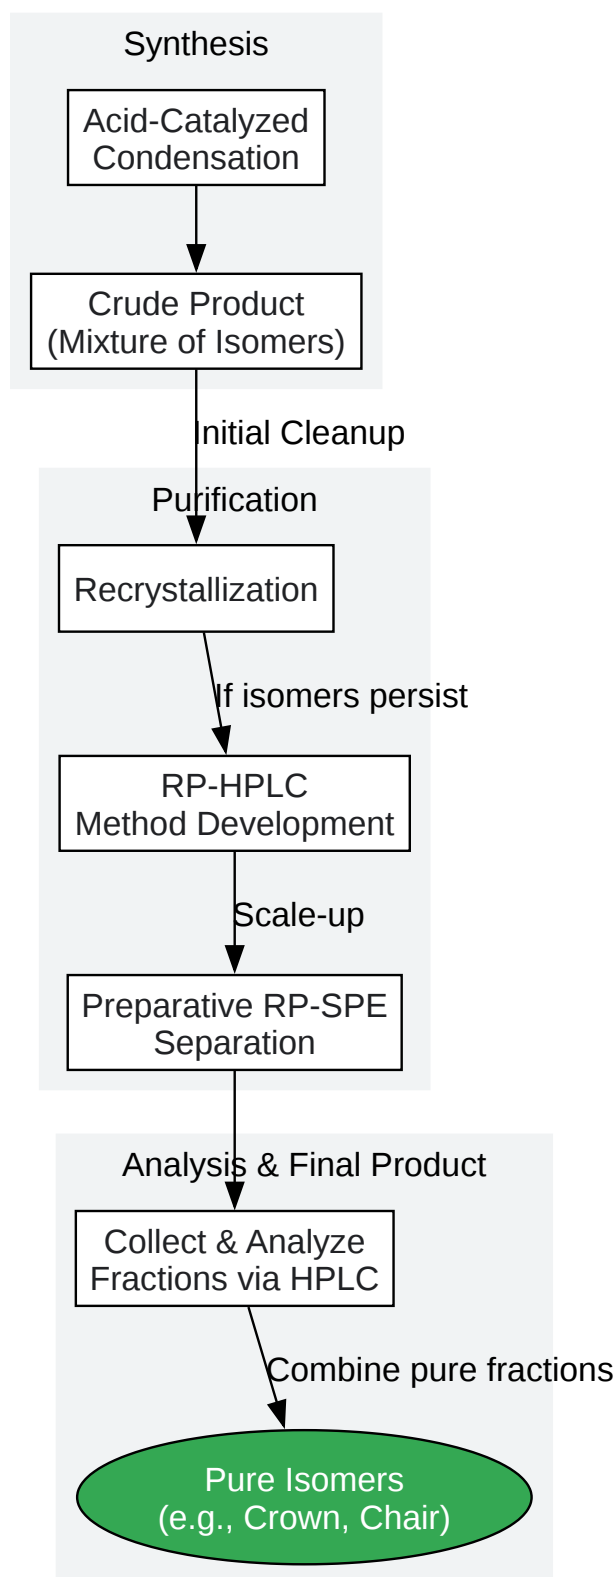 Synthesis
Acid-Catalyzed
Condensation
Crude Product
(Mixture of Isomers)
Initial Cleanup
Purification
Recrystallization
If isomers persist
RP-HPLC
Method Development
Scale-up
Preparative RP-SPE
Separation
Analysis & Final Product
Collect & Analyze
Fractions via HPLC
Combine pure fractions
Pure Isomers
(e.g., Crown, Chair)